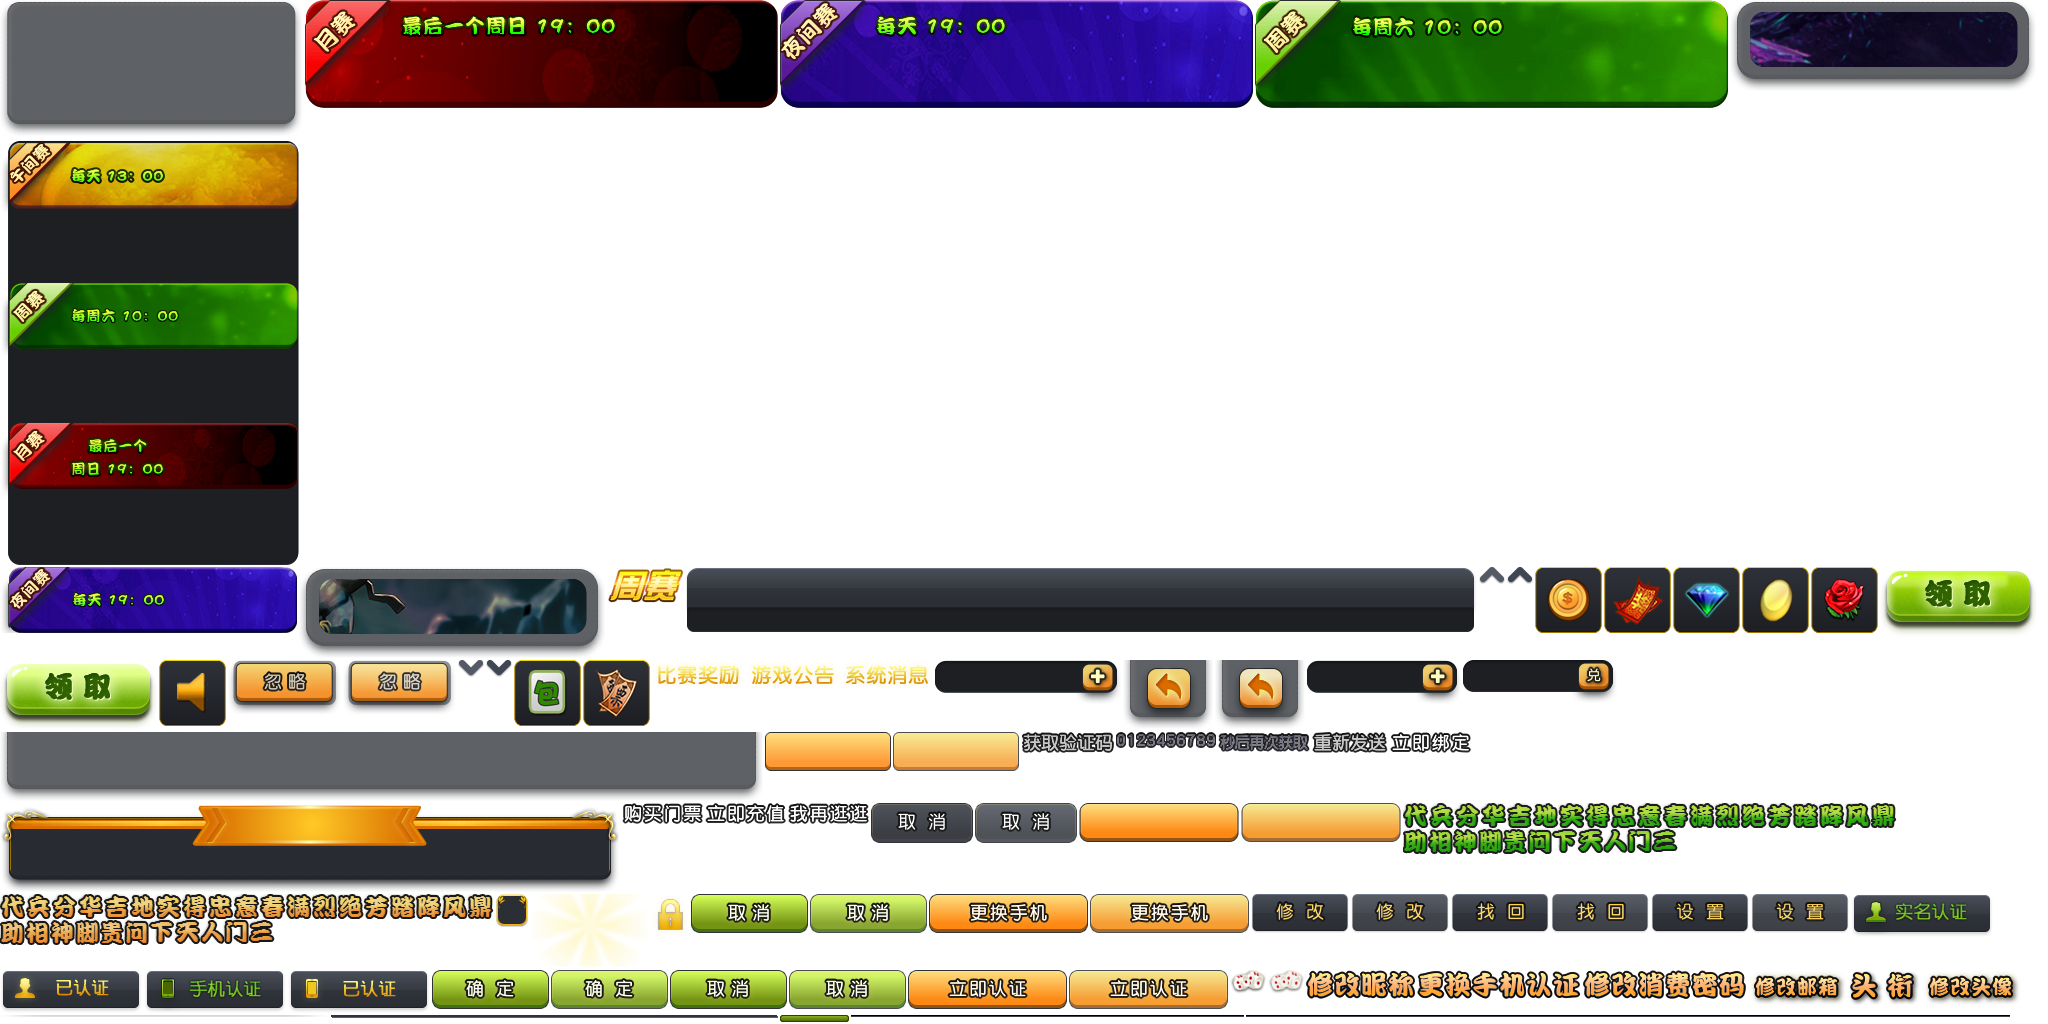 月赛
最后一个周日 19：00
夜间赛
每天 19：00
周赛
每周六 10：00
午间赛
每天 13：00
周赛
每周六 10：00
月赛
最后一个
周日 19：00
夜间赛
每天 19：00
周赛
领取
领取
忽略
忽略
比赛奖励 游戏公告 系统消息
兑
获取验证码 0123456789 秒后再次获取 重新发送 立即绑定
购买门票 立即充值 我再逛逛
取 消
取 消
代兵分华吉地实得忠意春满烈绝芳踏降风鼎
助相神脚贵问下天人门三
代兵分华吉地实得忠意春满烈绝芳踏降风鼎
助相神脚贵问下天人门三
取 消
取 消
更换手机
更换手机
修 改
修 改
找 回
找 回
设 置
设 置
实名认证
已认证
手机认证
已认证
确 定
确 定
取 消
取 消
立即认证
立即认证
修改昵称 更换手机认证 修改消费密码 修改邮箱 头 衔 修改头像